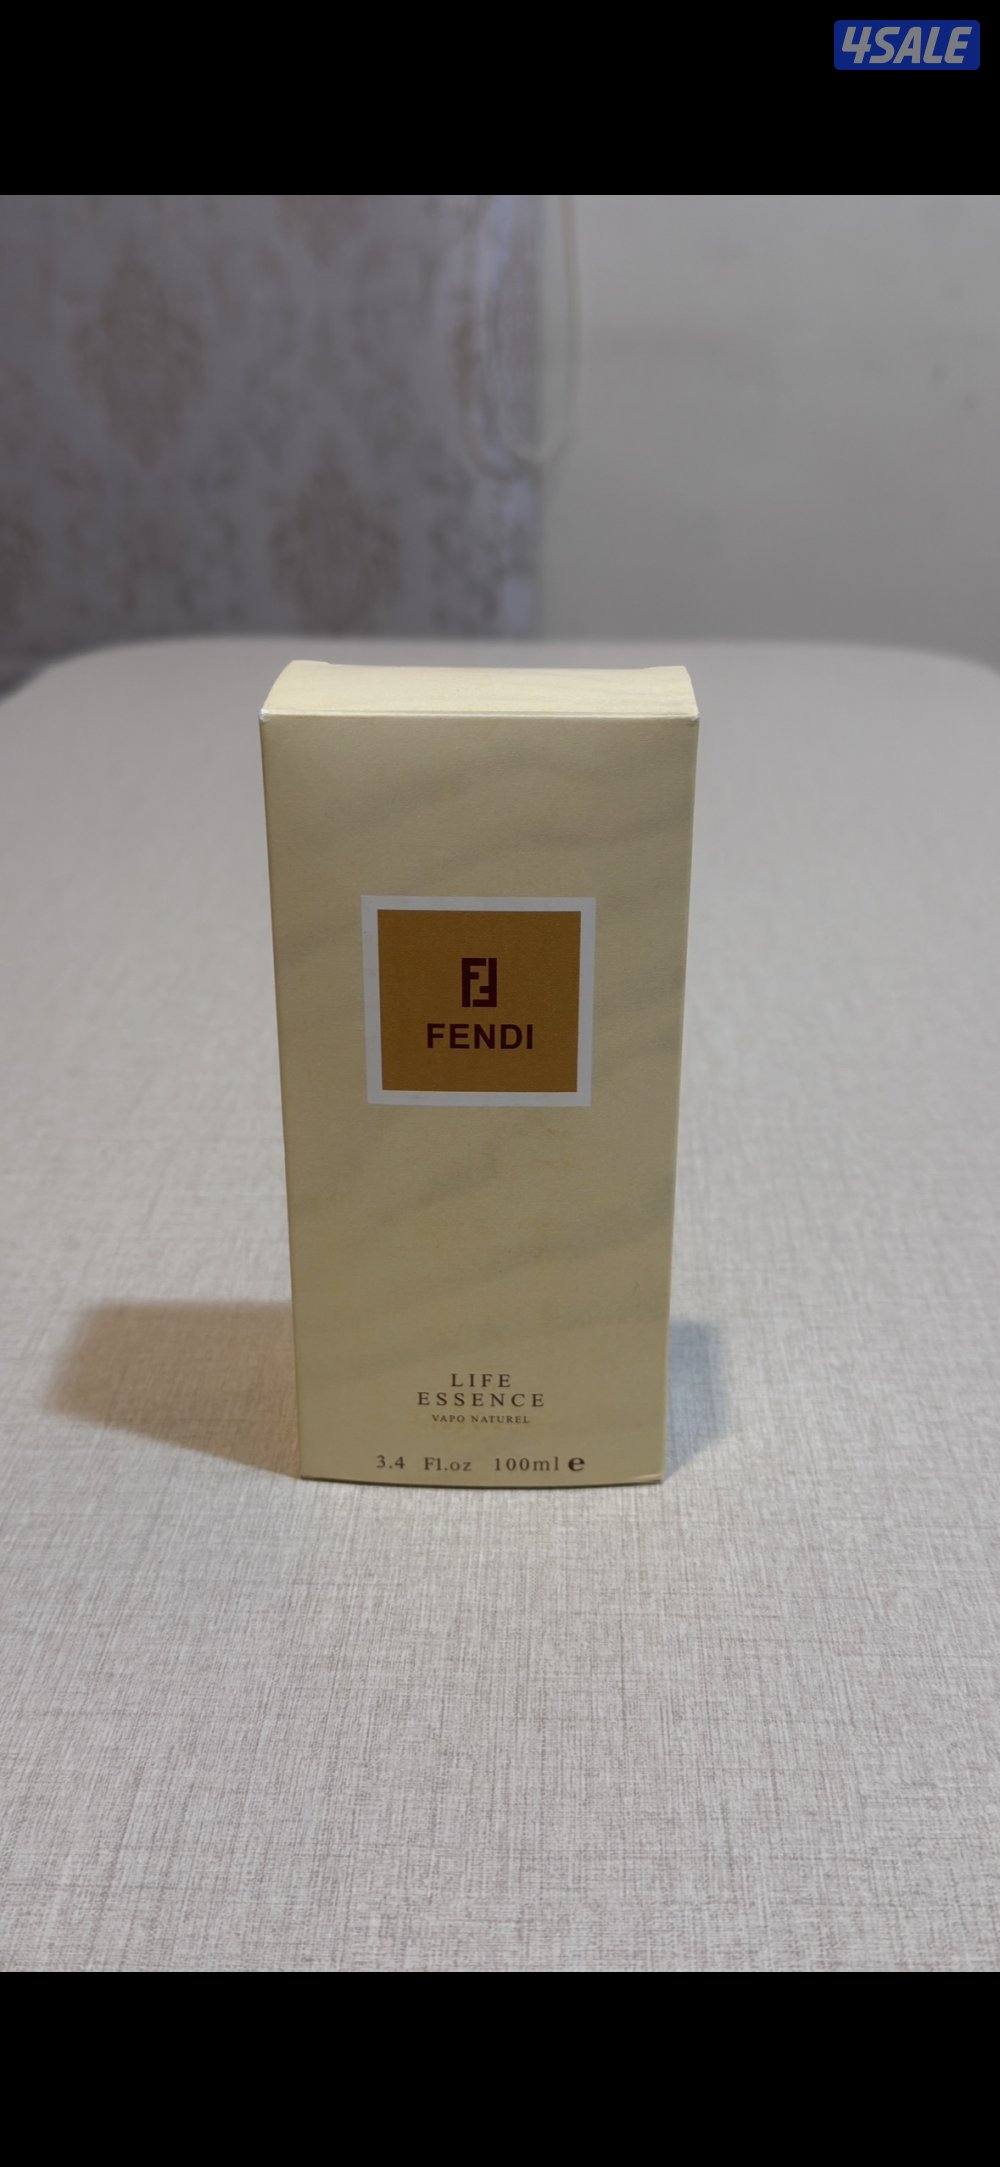 4SALE
FENDI
LIFE
ESSENCE
VAPO NATUREL
3.4 Fl.oz 100ml e